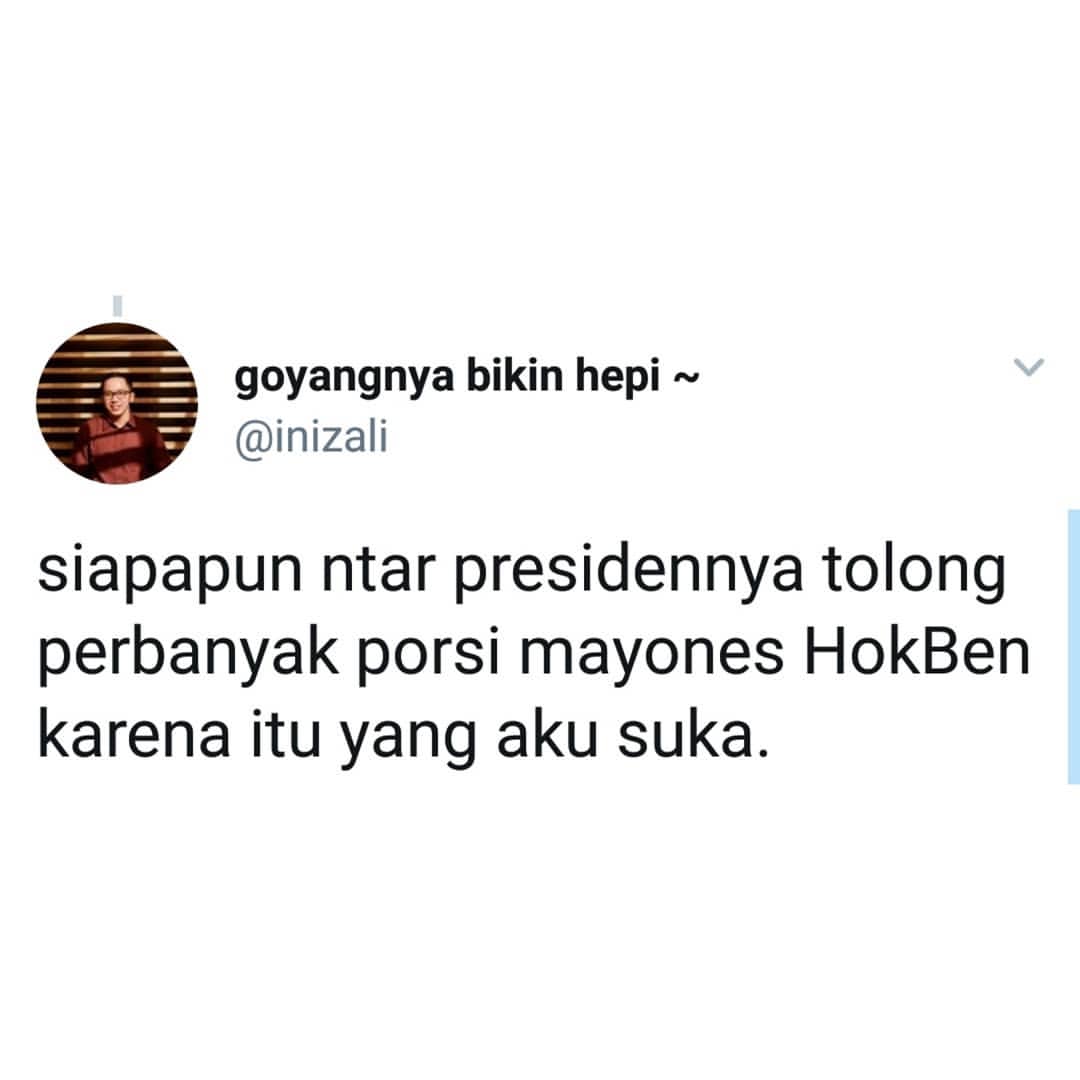 goyangnya bikin hepi ~
@inizali
siapapun ntar presidennya tolong
perbanyak porsi mayones HokBen
karena itu yang aku suka.